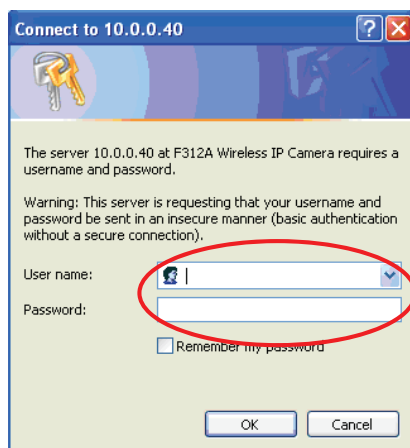 Connect to 10.0.0.40
The server 10.0.0.40 at F312A Wireless IP Camera requires a
username and password.
Warning: This server is requesting that your username and
password be sent in an insecure manner (basic authentication
without a secure connection).
User name:
Password:
Remember my password
OK
Cancel